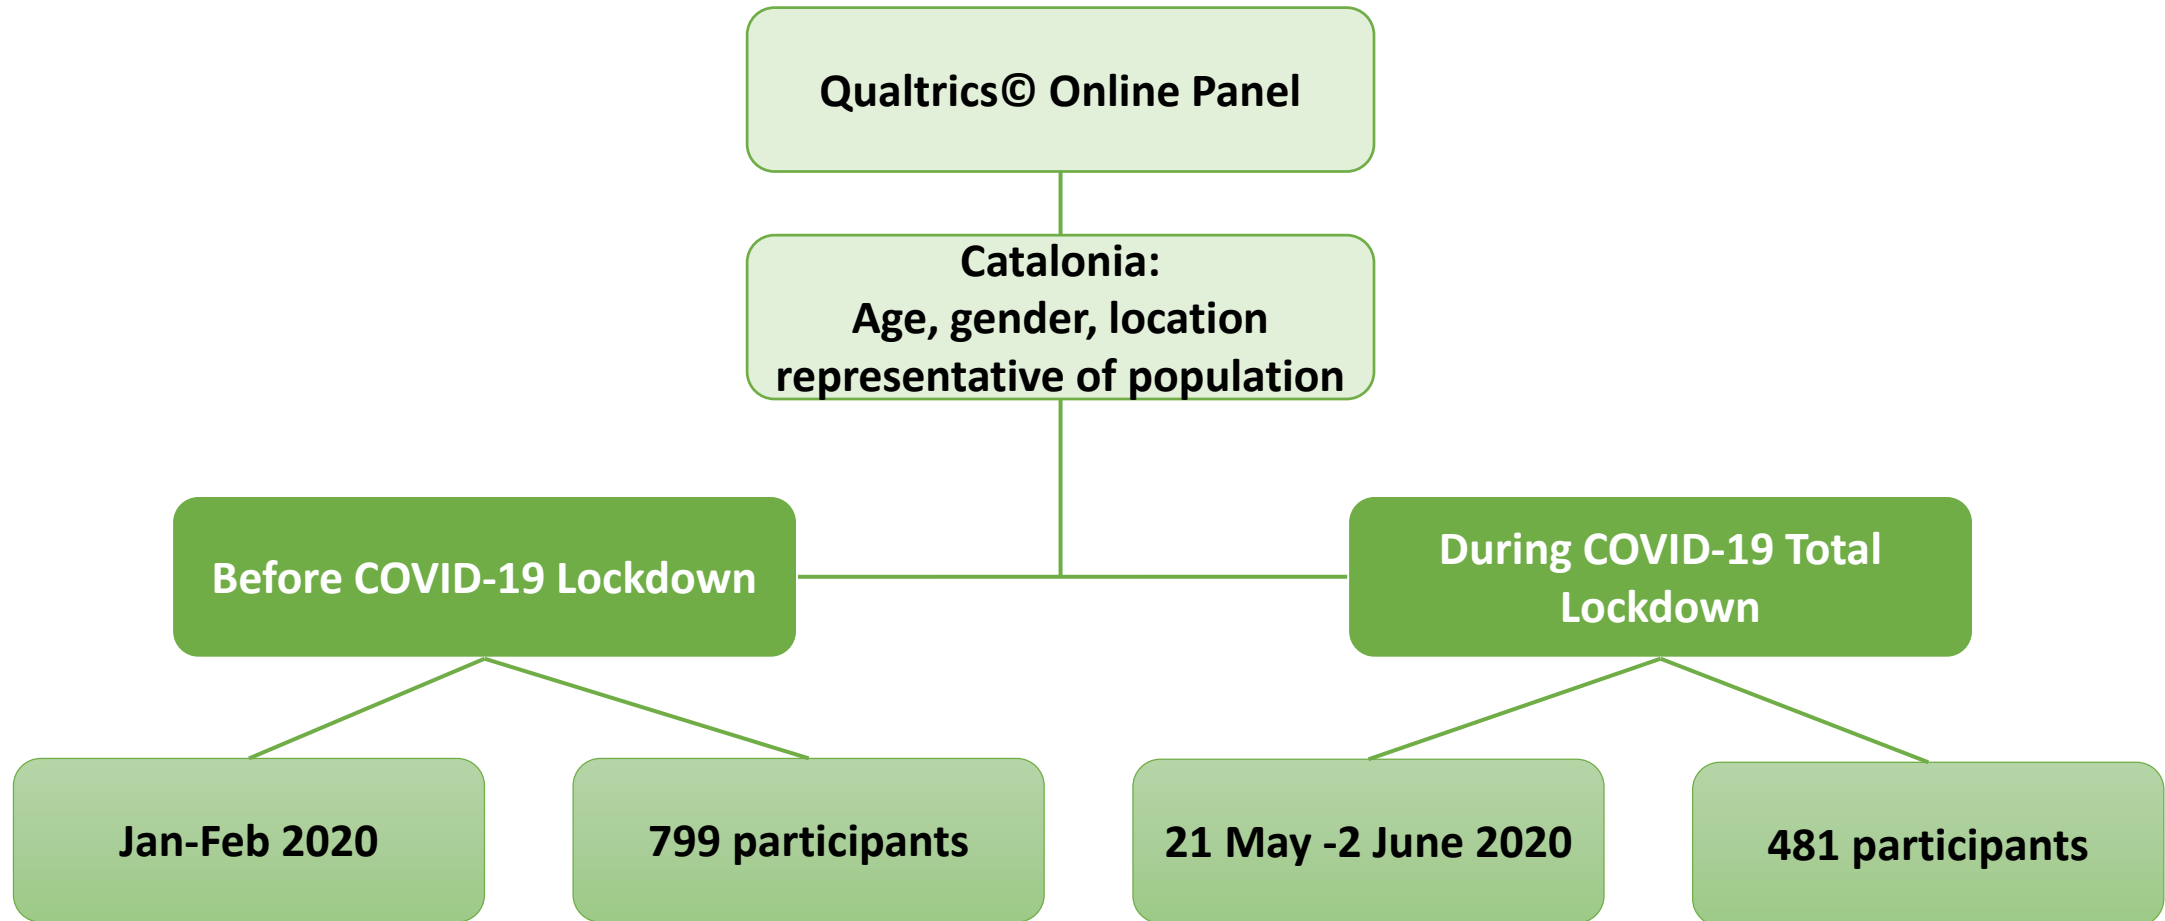 Qualtrics© Online Panel
Catalonia:
Age, gender, location
representative of population
Before COVID-19 Lockdown
During COVID-19 Total
Lockdown
Jan-Feb 2020
799 participants
21 May -2 June 2020
481 participants